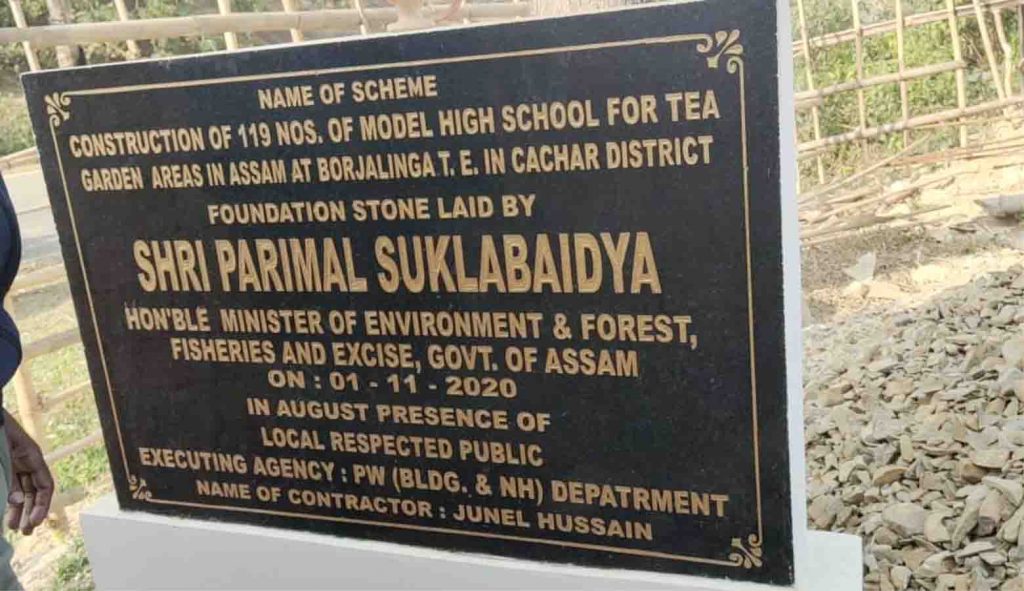 NAME OF SCHEME
CONSTRUCTION OF 119 NOS. OF MODEL HIGH SCHOOL FOR TEA
GARDEN AREAS IN ASSAM AT BORJALINGA T. E. IN CACHAR DISTRICT
FOUNDATION STONE LAID BY
SHRI PARIMAL SUKLABAIDYA
HON'BLE MINISTER OF ENVIRONMENT & FOREST,
FISHERIES AND EXCISE, GOVT. OF ASSAM
ON : 01 - 11 - 2020
IN AUGUST PRESENCE OF
LOCAL RESPECTED PUBLIC
EXECUTING AGENCY : PW (BLDG. & NH) DEPATRMENT
NAME OF CONTRACTOR : JUNEL HUSSAIN